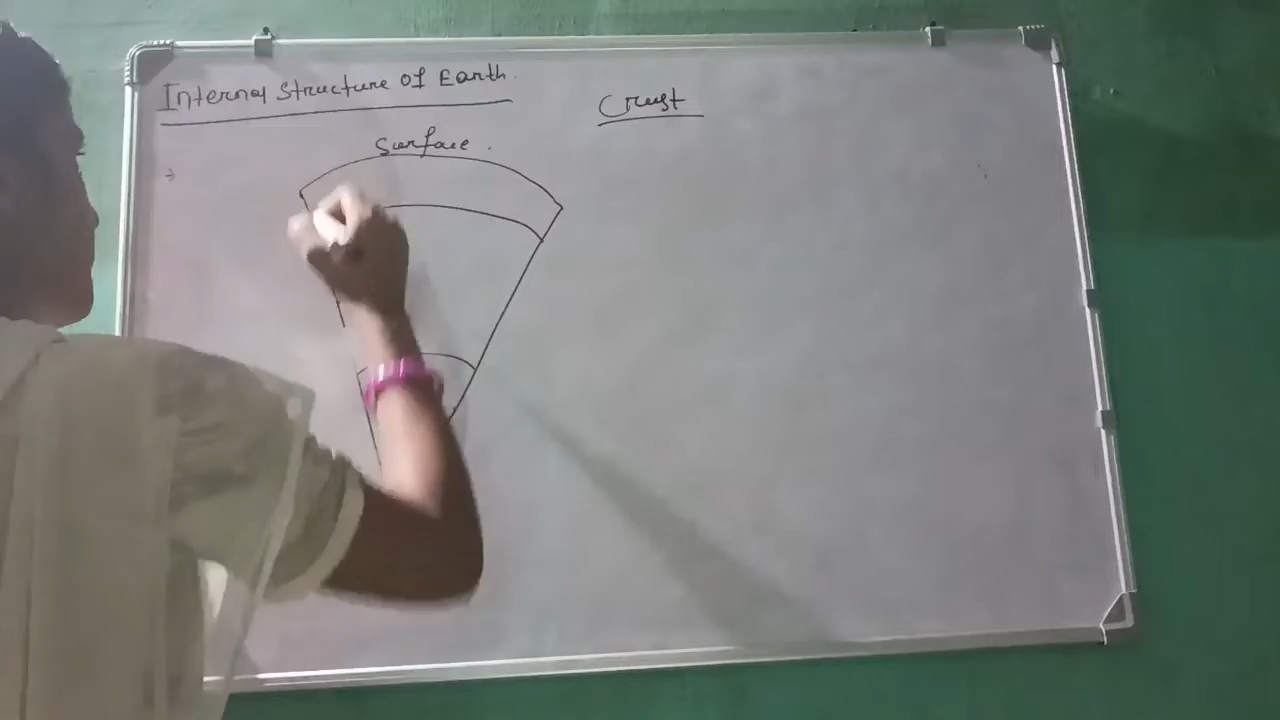 Internal Structure Of Earth.
Crust
Surface.